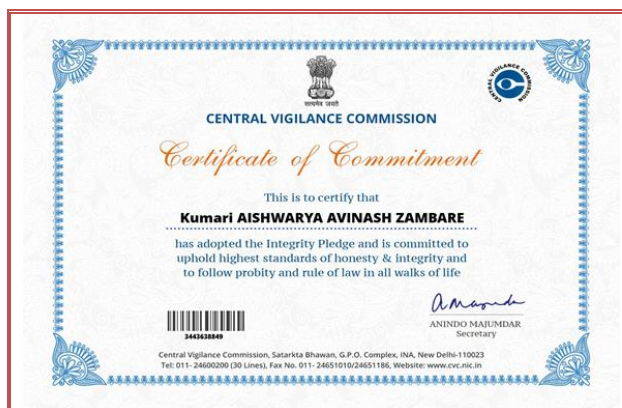 सत्यमेव जयते
CENTRAL VIGILANCE COMMISSION
CENTRAL VIGILANCE COMMISSION
Certificate of Commitment
This is to certify that
Kumari AISHWARYA AVINASH ZAMBARE
has adopted the Integrity Pledge and is committed to
uphold highest standards of honesty & integrity and
to follow probity and rule of law in all walks of life
ANINDO MAJUMDAR
Secretary
3443638849
Central Vigilance Commission, Satarkta Bhawan, G.P.O. Complex, INA, New Delhi-110023
Tel: 011- 24600200 (30 Lines), Fax No. 011- 24651010/24651186, Website: www.cvc.nic.in